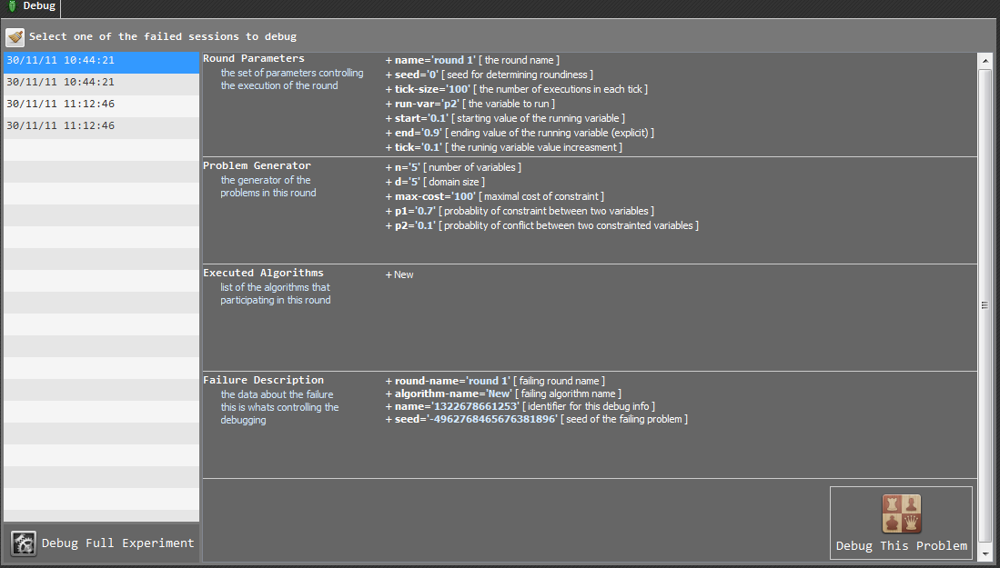 Debug
Select one of the failed sessions to debug
30/11/11 10:44:21
30/11/11 10:44:21
30/11/11 11:12:46
30/11/11 11:12:46
Debug Full Experiment
Round Parameters
the set of parameters controlling
the execution of the round
+ name='round 1' [ the round name ]
+ seed='0' [ seed for determining roundiness ]
+ tick-size='100' [ the number of executions in each tick ]
+ run-var='p2' [ the variable to run ]
+ start='0.1' [ starting value of the running variable ]
+ end='0.9' [ ending value of the running variable (explicit) ]
+ tick='0.1' [ the runinig variable value increasment ]
Problem Generator
the generator of the
problems in this round
+ n='5' [ number of variables ]
+ d='5' [ domain size ]
+ max-cost='100' [ maximal cost of constraint ]
+ p1='0.7' [ probablity of constraint between two variables ]
+ p2='0.1' [ probablity of conflict between two constrainted variables ]
Executed Algorithms
list of the algorithms that
participating in this round
+ New
Failure Description
the data about the failure
this is whats controlling the
debugging
+ round-name='round 1' [ failing round name ]
+ algorithm-name='New' [ failing algorithm name ]
+ name='1322678661253' [ identifier for this debug info ]
+ seed='-4962768465676381896' [ seed of the failing problem ]
Debug This Problem